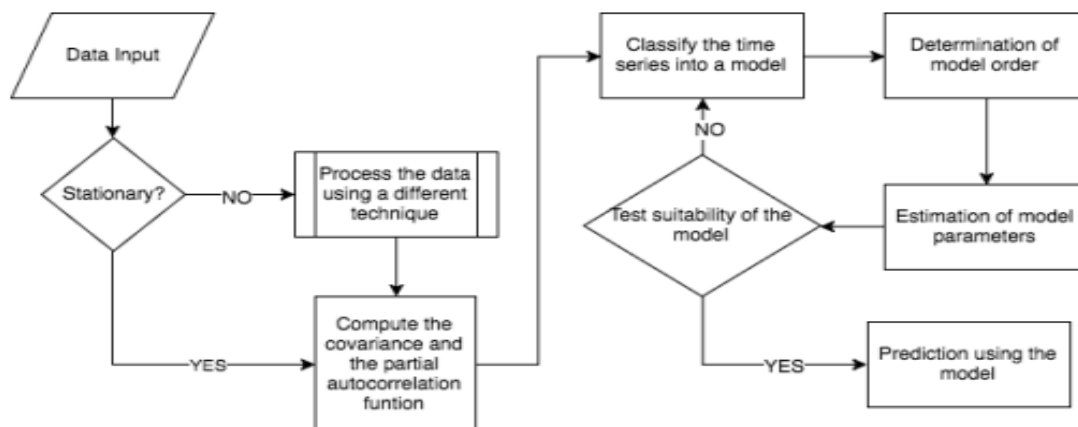 Data Input
Stationary?
NO
Process the data
using a different
technique
YES
Compute the
covariance and
the partial
autocorrelation
funtion
Classify the time
series into a model
Determination of
model order
Estimation of model
parameters
Test suitability of the
model
NO
YES
Prediction using the
model